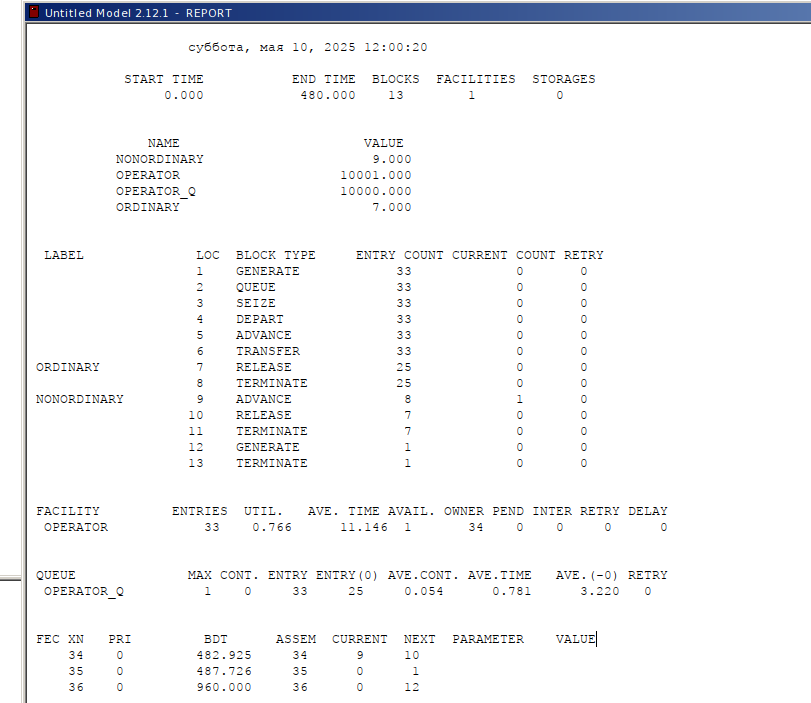 Untitled Model 2.12.1 - REPORT
суббота, мая 10, 2025 12:00:20
START TIME END TIME BLOCKS FACILITIES STORAGES
0.000 480.000 13 1 0
NAME VALUE
NONORDINARY 9.000
OPERATOR 10001.000
OPERATOR_Q 10000.000
ORDINARY 7.000
LABEL LOC BLOCK TYPE ENTRY COUNT CURRENT COUNT RETRY
1 GENERATE 33 0 0
2 QUEUE 33 0 0
3 SEIZE 33 0 0
4 DEPART 33 0 0
5 ADVANCE 33 0 0
6 TRANSFER 33 0 0
ORDINARY 7 RELEASE 25 0 0
8 TERMINATE 25 0 0
NONORDINARY 9 ADVANCE 8 1 0
10 RELEASE 7 0 0
11 TERMINATE 7 0 0
12 GENERATE 1 0 0
13 TERMINATE 1 0 0
FACILITY ENTRIES UTIL. AVE. TIME AVAIL. OWNER PEND INTER RETRY DELAY
OPERATOR 33 0.766 11.146 1 34 0 0 0 0
QUEUE MAX CONT. ENTRY ENTRY(0) AVE.CONT. AVE.TIME AVE.(-0) RETRY
OPERATOR_Q 1 0 33 25 0.054 0.781 3.220 0
FEC XN PRI BDT ASSEM CURRENT NEXT PARAMETER VALUE
34 0 482.925 34 9 10
35 0 487.726 35 0 1
36 0 960.000 36 0 12